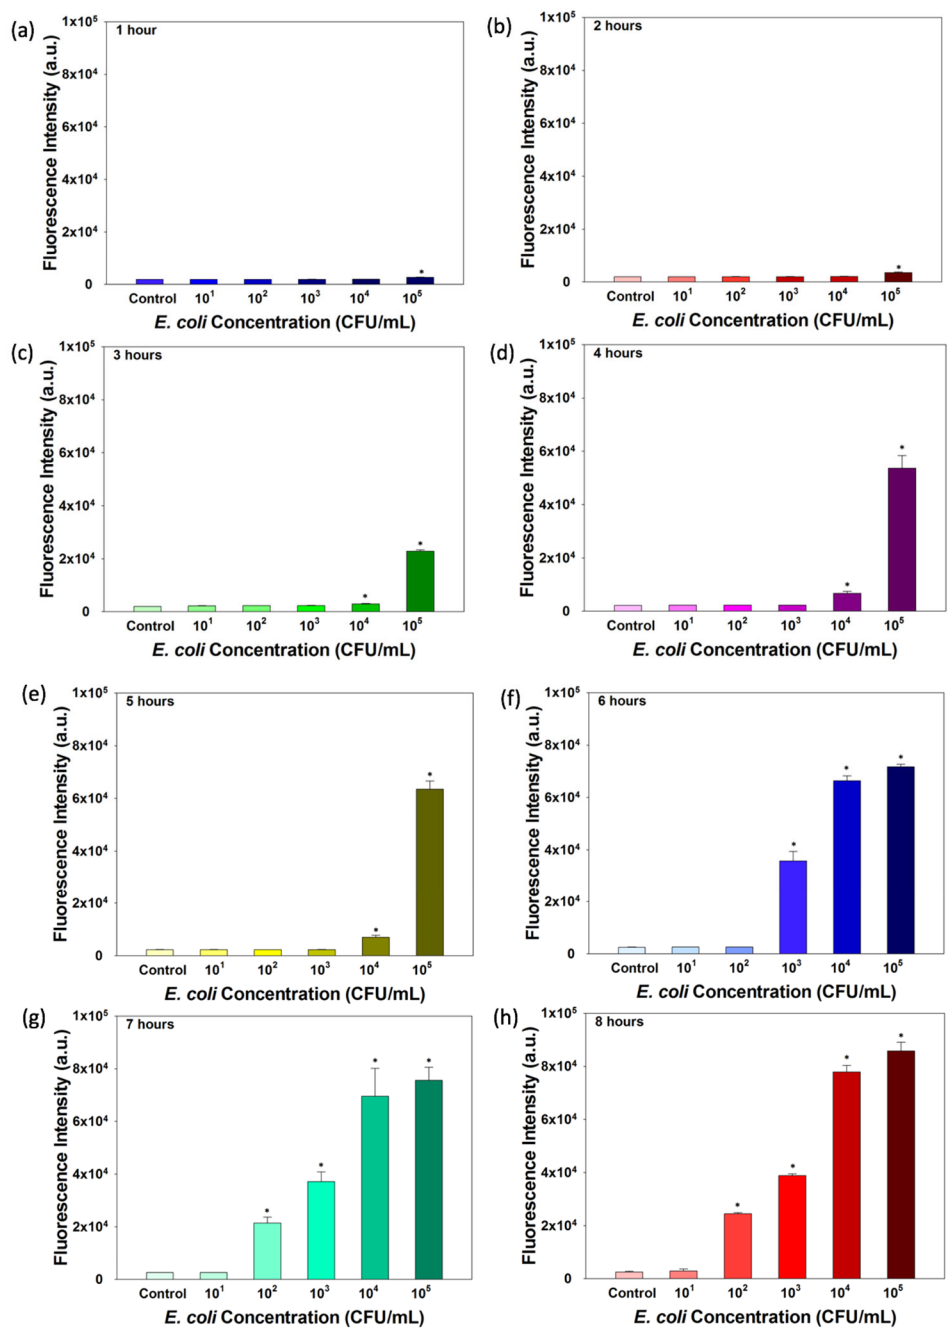 (a)
1 hour
Fluorescence Intensity (a.u.)
1x10⁵
8x10⁴
6x10⁴
4x10⁴
2x10⁴
0
*
Control 10¹ 10² 10³ 10⁴ 10⁵
E. coli Concentration (CFU/mL)
(b)
2 hours
Fluorescence Intensity (a.u.)
1x10⁵
8x10⁴
6x10⁴
4x10⁴
2x10⁴
0
*
Control 10¹ 10² 10³ 10⁴ 10⁵
E. coli Concentration (CFU/mL)
(c)
3 hours
Fluorescence Intensity (a.u.)
1x10⁵
8x10⁴
6x10⁴
4x10⁴
2x10⁴
0
* *
Control 10¹ 10² 10³ 10⁴ 10⁵
E. coli Concentration (CFU/mL)
(d)
4 hours
Fluorescence Intensity (a.u.)
1x10⁵
8x10⁴
6x10⁴
4x10⁴
2x10⁴
0
* *
Control 10¹ 10² 10³ 10⁴ 10⁵
E. coli Concentration (CFU/mL)
(e)
5 hours
Fluorescence Intensity (a.u.)
1x10⁵
8x10⁴
6x10⁴
4x10⁴
2x10⁴
0
* *
Control 10¹ 10² 10³ 10⁴ 10⁵
E. coli Concentration (CFU/mL)
(f)
6 hours
Fluorescence Intensity (a.u.)
1x10⁵
8x10⁴
6x10⁴
4x10⁴
2x10⁴
0
* * *
Control 10¹ 10² 10³ 10⁴ 10⁵
E. coli Concentration (CFU/mL)
(g)
7 hours
Fluorescence Intensity (a.u.)
1x10⁵
8x10⁴
6x10⁴
4x10⁴
2x10⁴
0
* * * *
Control 10¹ 10² 10³ 10⁴ 10⁵
E. coli Concentration (CFU/mL)
(h)
8 hours
Fluorescence Intensity (a.u.)
1x10⁵
8x10⁴
6x10⁴
4x10⁴
2x10⁴
0
* * * *
Control 10¹ 10² 10³ 10⁴ 10⁵
E. coli Concentration (CFU/mL)